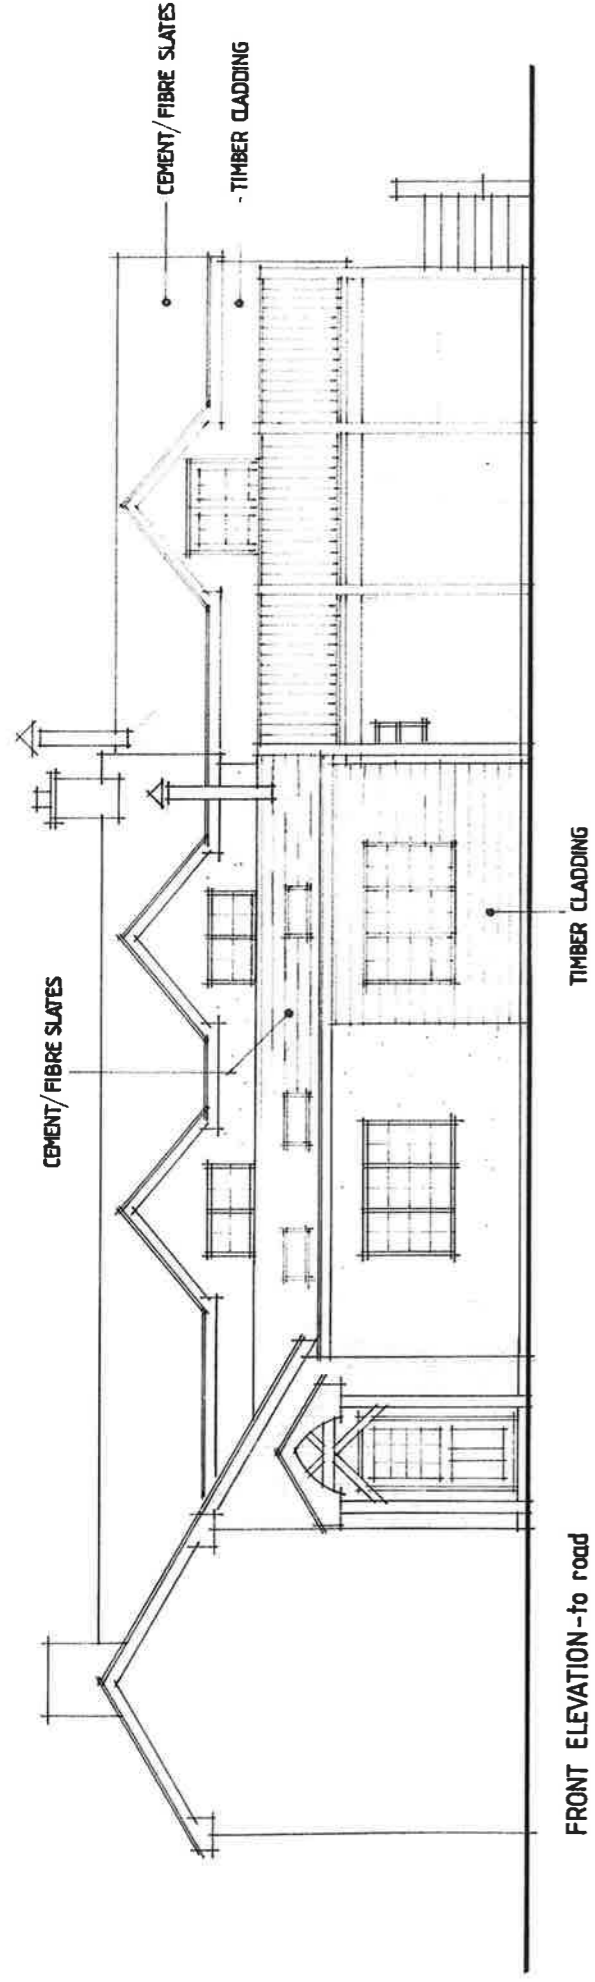 CEMENT/FIBRE SLATES
CEMENT/FIBRE SLATES
TIMBER CLADDING
TIMBER CLADDING
FRONT ELEVATION-to road